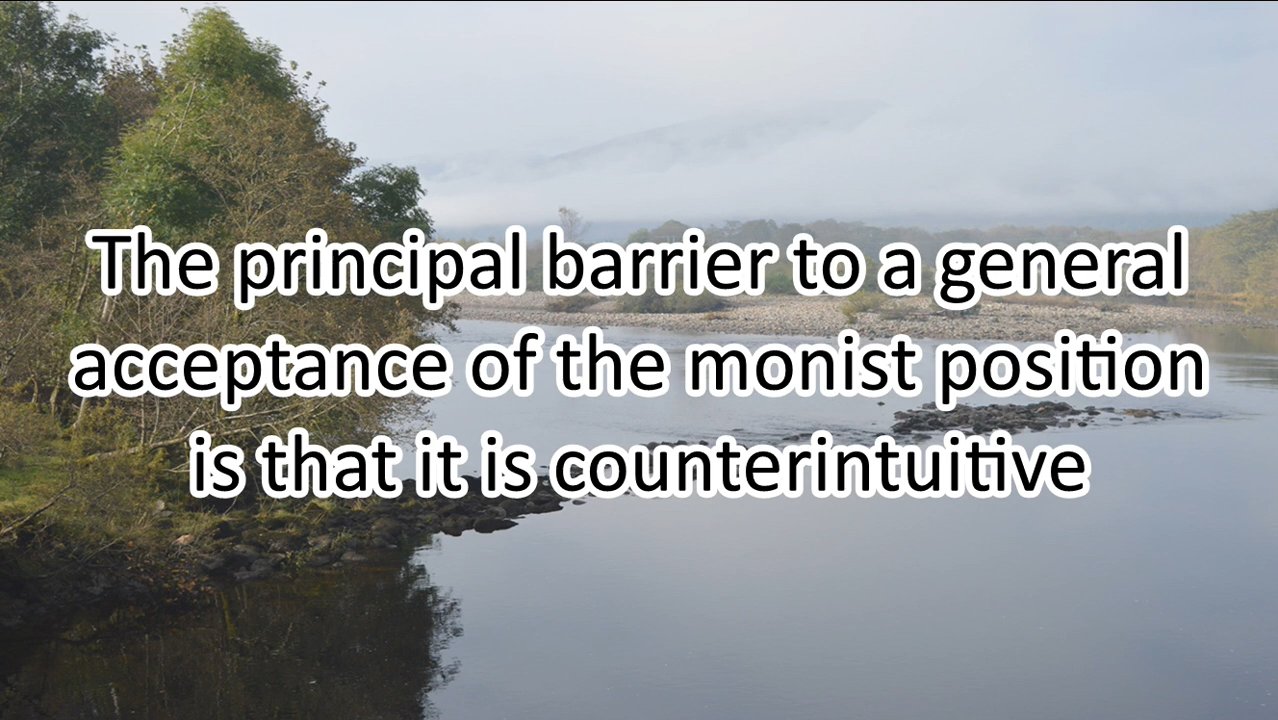 The principal barrier to a general
acceptance of the monist position
is that it is counterintuitive